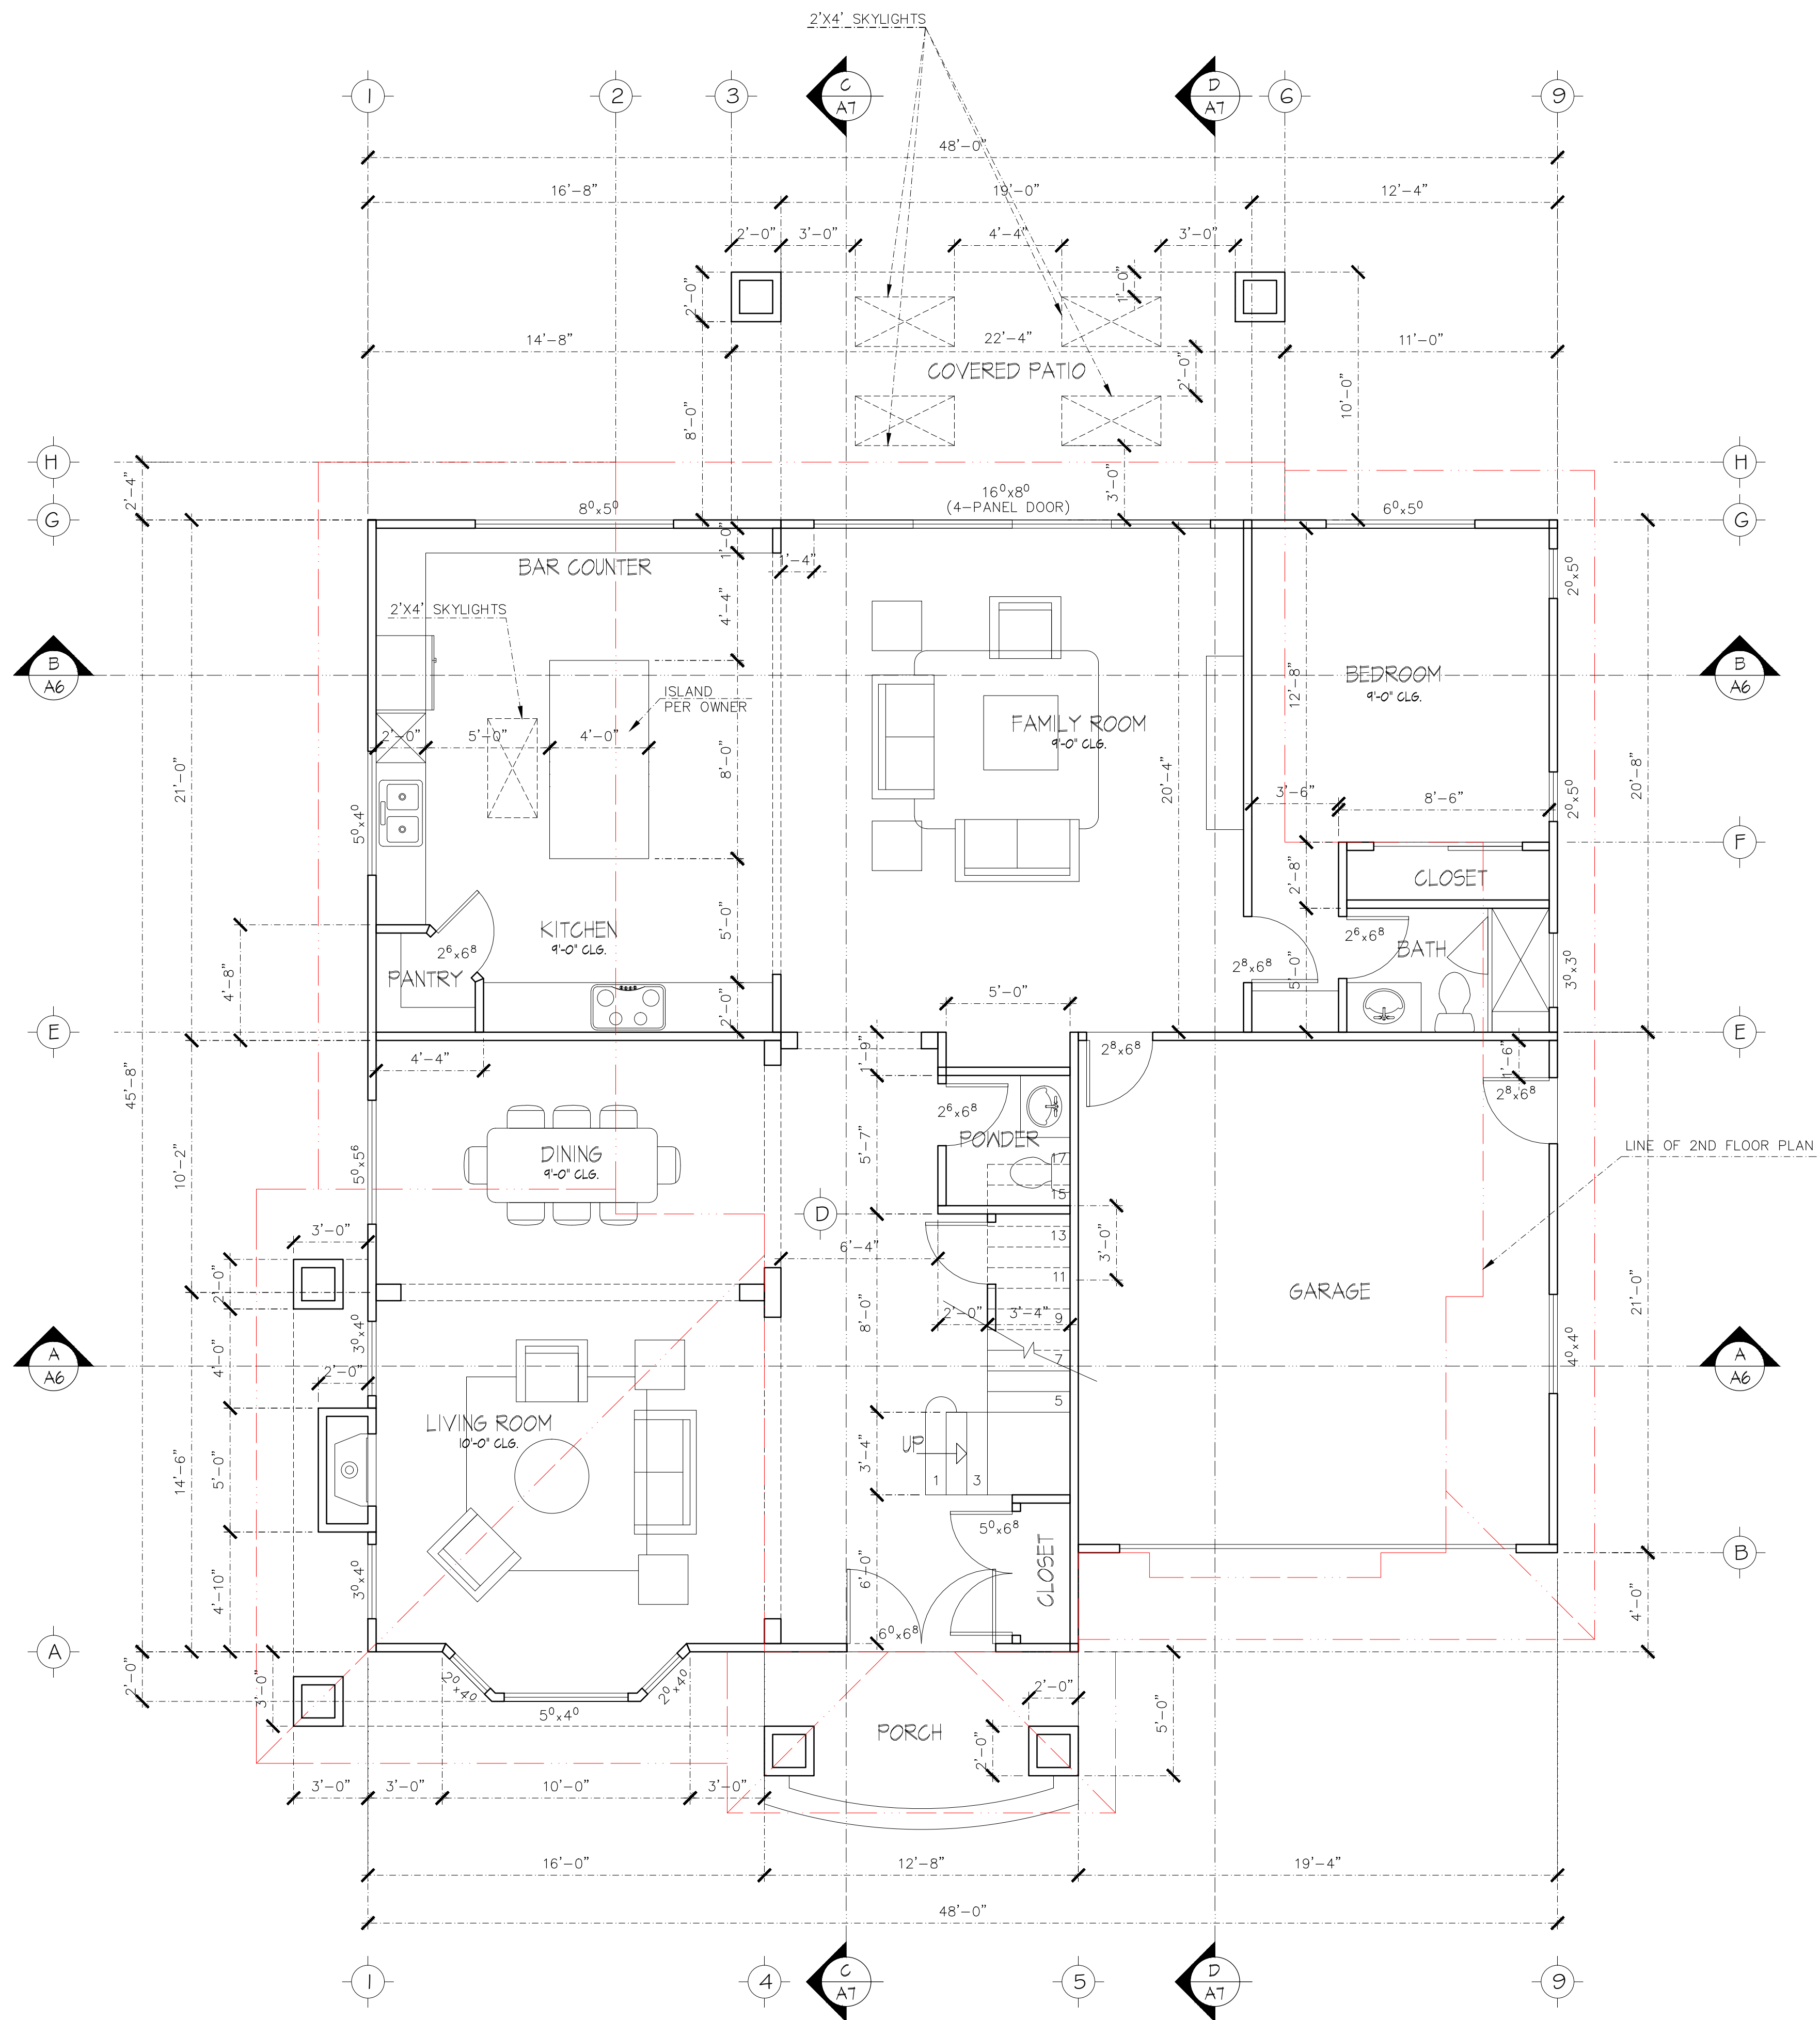 2'X4' SKYLIGHTS
1 2 3 C A7 D A7 6 9
48'-0"
16'-8" 19'-0" 12'-4"
2'-0" 3'-0" 4'-4" 3'-0"
1'-0"
2'-0"
14'-8" 22'-4" 11'-0"
COVERED PATIO
2'-0"
10'-0"
8'-0"
H H
2'-4"
3'-0"
8⁰x5⁰
16⁰x8⁰
(4-PANEL DOOR)
6⁰x5⁰
G G
1'-0"
1'-4"
BAR COUNTER
2⁰x5⁰
4'-4"
2'X4' SKYLIGHTS
B A6
B A6
ISLAND
PER OWNER
BEDROOM
9'-0" CLG.
12'-8"
FAMILY ROOM
9'-0" CLG.
2'-0" 5'-0" 4'-0"
8'-0"
21'-0"
20'-4"
20'-8"
3'-6" 8'-6"
2⁰x5⁰
5⁰x4⁰
F
2'-8"
CLOSET
KITCHEN
9'-0" CLG.
5'-0"
2⁶x6⁸
2⁶x6⁸
BATH
PANTRY
4'-8"
2⁸x6⁸
5'-0"
3⁰x3⁰
5'-0"
2'-0"
E E
4'-4"
1'-9"
2⁸x6⁸
1'-6"
2⁸x6⁸
45'-8"
2⁶x6⁸
POWDER
5'-7"
DINING
9'-0" CLG.
LINE OF 2ND FLOOR PLAN
5⁰x5⁶
10'-2"
17
15
D
3'-0"
13
3'-0"
6'-4"
11
2'-0"
GARAGE
21'-0"
2'-0" 3'-4"
9
8'-0"
3⁰x4⁰
4⁰x4⁰
4'-0"
7
A A6
A A6
2'-0"
5
LIVING ROOM
10'-0" CLG.
UP
3'-4"
1 3
5'-0"
14'-6"
5⁰x6⁸
CLOSET
B
6'-0"
3⁰x4⁰
4'-10"
4'-0"
6⁰x6⁸
A
2'-0"
3'-0"
2⁰x4⁰
2⁰x4⁰
5⁰x4⁰
2'-0"
PORCH
2'-0"
5'-0"
3'-0" 3'-0" 10'-0" 3'-0"
16'-0" 12'-8" 19'-4"
48'-0"
1 4 C A7 5 D A7 9